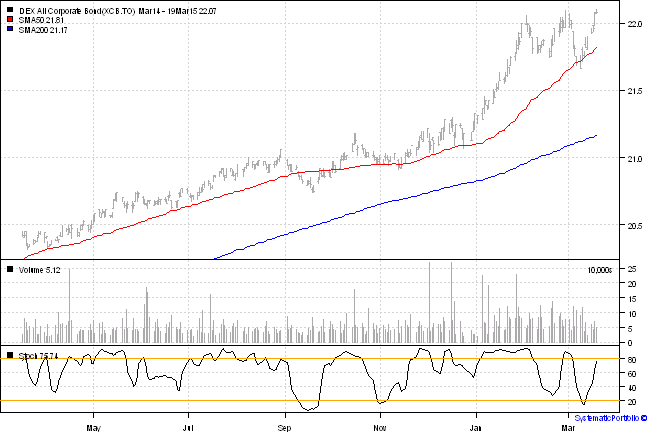 DEX All Corporate Bond(XCB.TO) Mar14 - 19Mar15 22.07
SMA50 21.81
SMA200 21.17
22.0
21.5
21.0
20.5
Volume 5.12
10,000s
25
20
15
10
5
0
Stoch 75.74
80
60
40
20
May
Jul
Sep
Nov
Jan
Mar
SystematicPortfolio ©